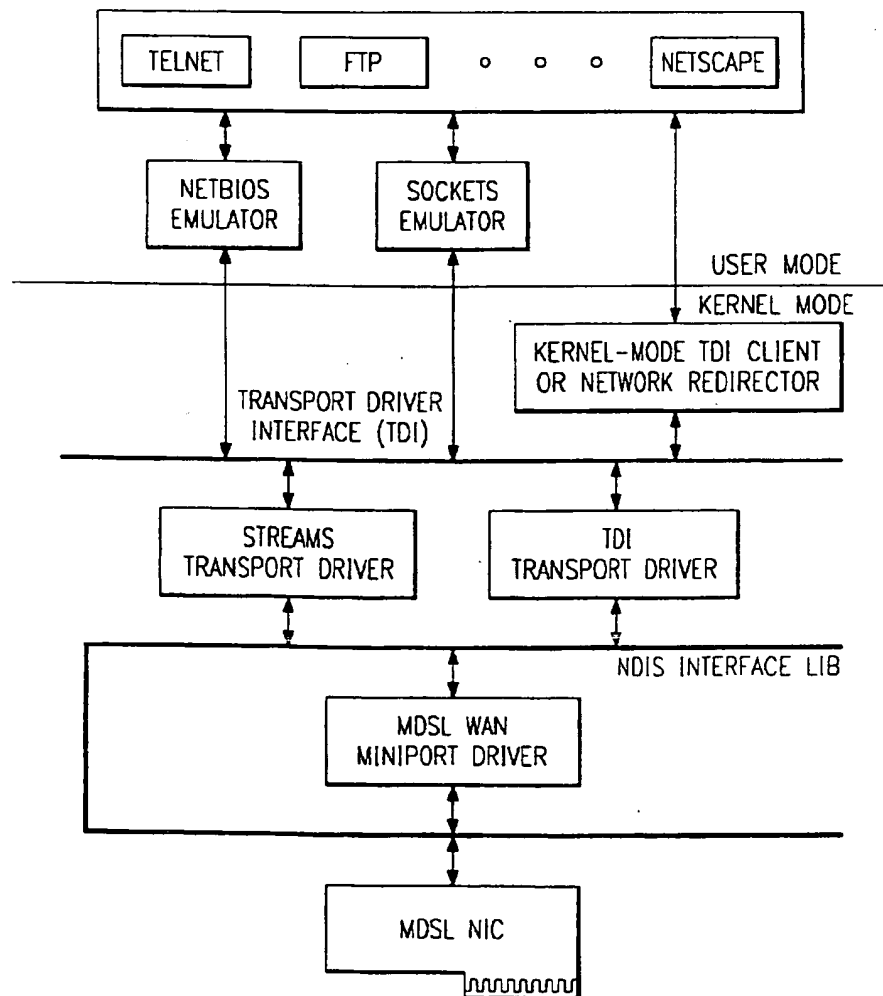 TELNET
FTP
NETSCAPE
NETBIOS
EMULATOR
SOCKETS
EMULATOR
USER MODE
KERNEL MODE
KERNEL-MODE TDI CLIENT
OR NETWORK REDIRECTOR
TRANSPORT DRIVER
INTERFACE (TDI)
STREAMS
TRANSPORT DRIVER
TDI
TRANSPORT DRIVER
NDIS INTERFACE LIB
MDSL WAN
MINIPORT DRIVER
MDSL NIC